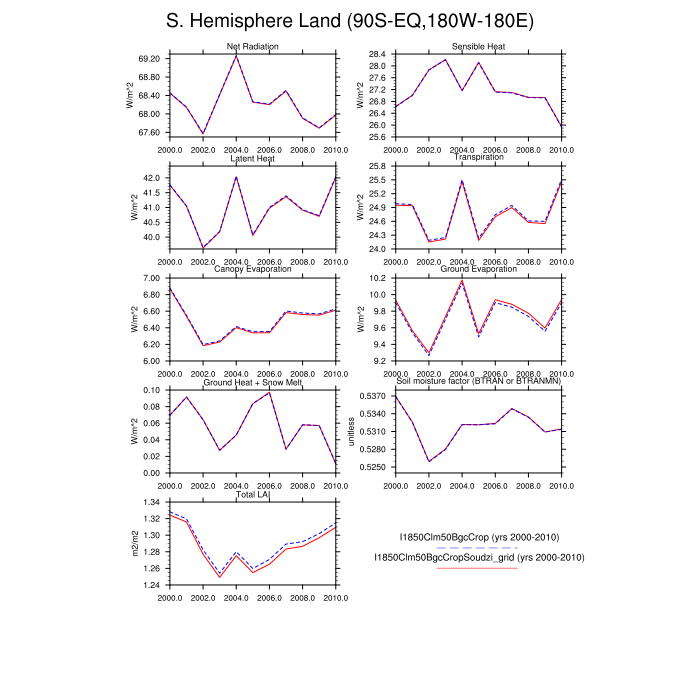 S. Hemisphere Land (90S-EQ,180W-180E)
Net Radiation
W/m^2
69.20
68.80
68.40
68.00
67.60
2000.0 2002.0 2004.0 2006.0 2008.0 2010.0
Sensible Heat
W/m^2
28.4
28.0
27.6
27.2
26.8
26.4
26.0
25.6
2000.0 2002.0 2004.0 2006.0 2008.0 2010.0
Latent Heat
W/m^2
42.0
41.5
41.0
40.5
40.0
2000.0 2002.0 2004.0 2006.0 2008.0 2010.0
Transpiration
W/m^2
25.8
25.5
25.2
24.9
24.6
24.3
24.0
2000.0 2002.0 2004.0 2006.0 2008.0 2010.0
Canopy Evaporation
W/m^2
7.00
6.80
6.60
6.40
6.20
6.00
2000.0 2002.0 2004.0 2006.0 2008.0 2010.0
Ground Evaporation
W/m^2
10.2
10.0
9.8
9.6
9.4
9.2
2000.0 2002.0 2004.0 2006.0 2008.0 2010.0
Ground Heat + Snow Melt
W/m^2
0.10
0.08
0.06
0.04
0.02
0.00
2000.0 2002.0 2004.0 2006.0 2008.0 2010.0
Soil moisture factor (BTRAN or BTRANMN)
unitless
0.5370
0.5340
0.5310
0.5280
0.5250
2000.0 2002.0 2004.0 2006.0 2008.0 2010.0
Total LAI
m2/m2
1.34
1.32
1.30
1.28
1.26
1.24
2000.0 2002.0 2004.0 2006.0 2008.0 2010.0
I1850Clm50BgcCrop (yrs 2000-2010)
I1850Clm50BgcCropSoudzi_grid (yrs 2000-2010)